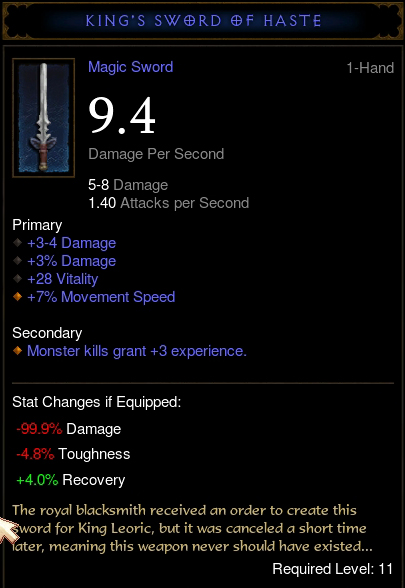 KING'S SWORD OF HASTE
Magic Sword
1-Hand
9.4
Damage Per Second
5-8 Damage
1.40 Attacks per Second
Primary
+3-4 Damage
+3% Damage
+28 Vitality
+7% Movement Speed
Secondary
Monster kills grant +3 experience.
Stat Changes if Equipped:
-99.9% Damage
-4.8% Toughness
+4.0% Recovery
The royal blacksmith received an order to create this
sword for King Leoric, but it was canceled a short time
later, meaning this weapon never should have existed...
Required Level: 11